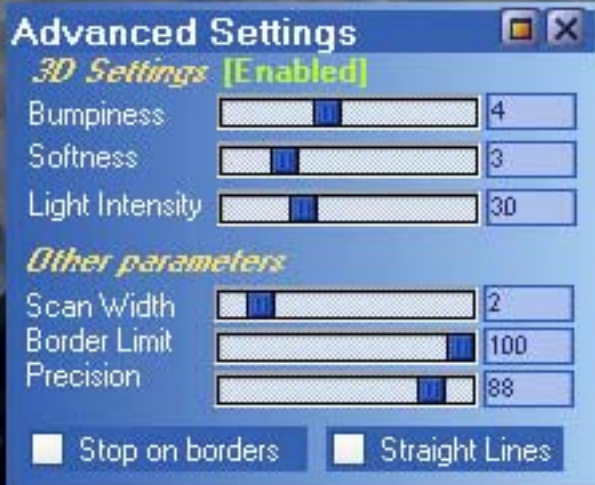 Advanced Settings
3D Settings [Enabled]
Bumpiness 4
Softness 3
Light Intensity 30
Other parameters
Scan Width 2
Border Limit 100
Precision 88
Stop on borders Straight Lines